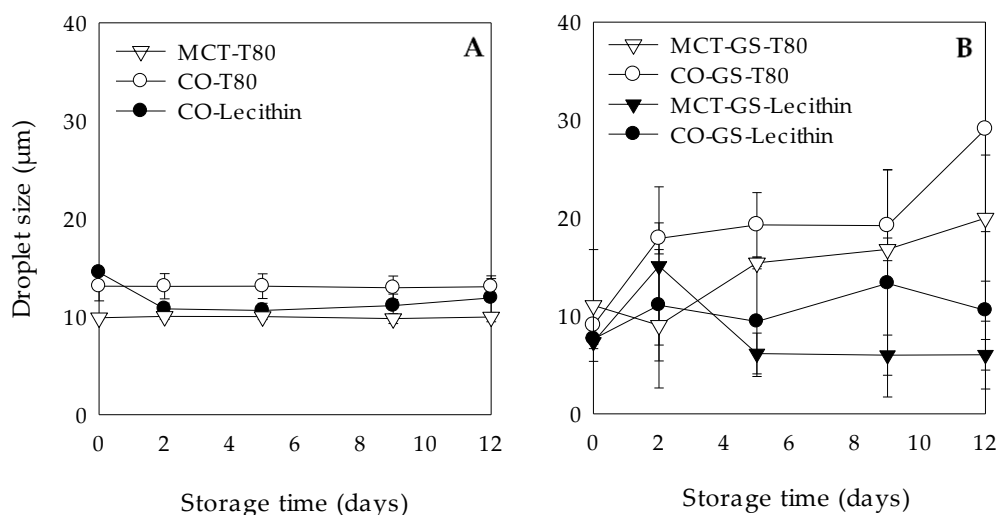 Droplet size (µm)
40
30
20
10
0
MCT-T80
CO-T80
CO-Lecithin
A
0 2 4 6 8 10 12
Storage time (days)
40
30
20
10
0
MCT-GS-T80
CO-GS-T80
MCT-GS-Lecithin
CO-GS-Lecithin
B
0 2 4 6 8 10 12
Storage time (days)